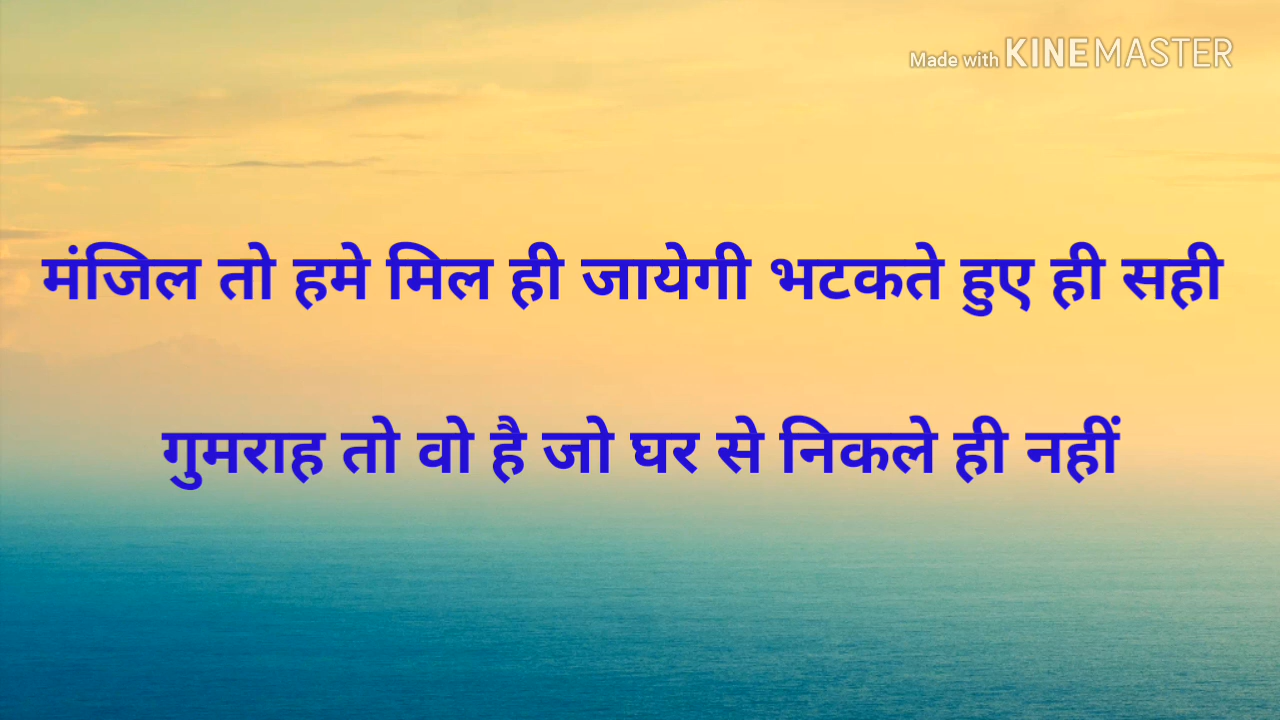 Made with KINEMASTER
मंजिल तो हमे मिल ही जायेगी भटकते हुए ही सही
गुमराह तो वो है जो घर से निकले ही नहीं